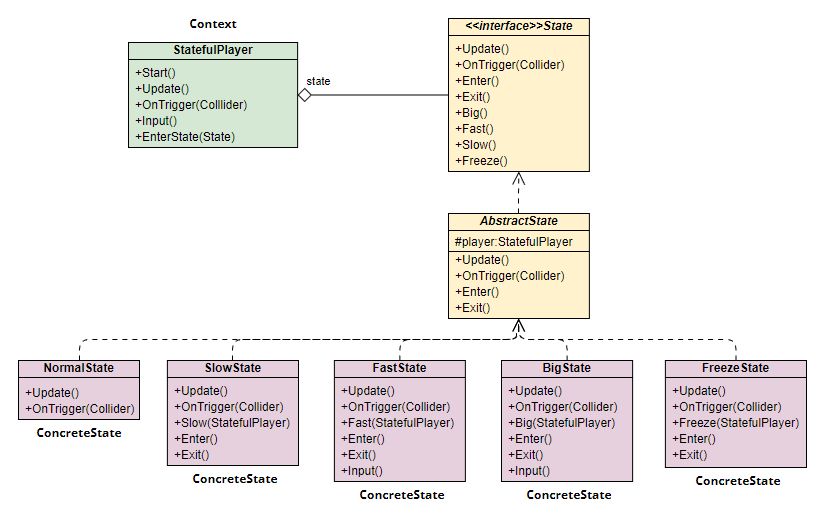 Context
StatefulPlayer
+Start()
+Update()
+OnTrigger(Colllider)
+Input()
+EnterState(State)
state
<<interface>>State
+Update()
+OnTrigger(Collider)
+Enter()
+Exit()
+Big()
+Fast()
+Slow()
+Freeze()
AbstractState
#player:StatefulPlayer
+Update()
+OnTrigger(Collider)
+Enter()
+Exit()
NormalState
+Update()
+OnTrigger(Collider)
ConcreteState
SlowState
+Update()
+OnTrigger(Collider)
+Slow(StatefulPlayer)
+Enter()
+Exit()
ConcreteState
FastState
+Update()
+OnTrigger(Collider)
+Fast(StatefulPlayer)
+Enter()
+Exit()
+Input()
ConcreteState
BigState
+Update()
+OnTrigger(Collider)
+Big(StatefulPlayer)
+Enter()
+Exit()
+Input()
ConcreteState
FreezeState
+Update()
+OnTrigger(Collider)
+Freeze(StatefulPlayer)
+Enter()
+Exit()
ConcreteState